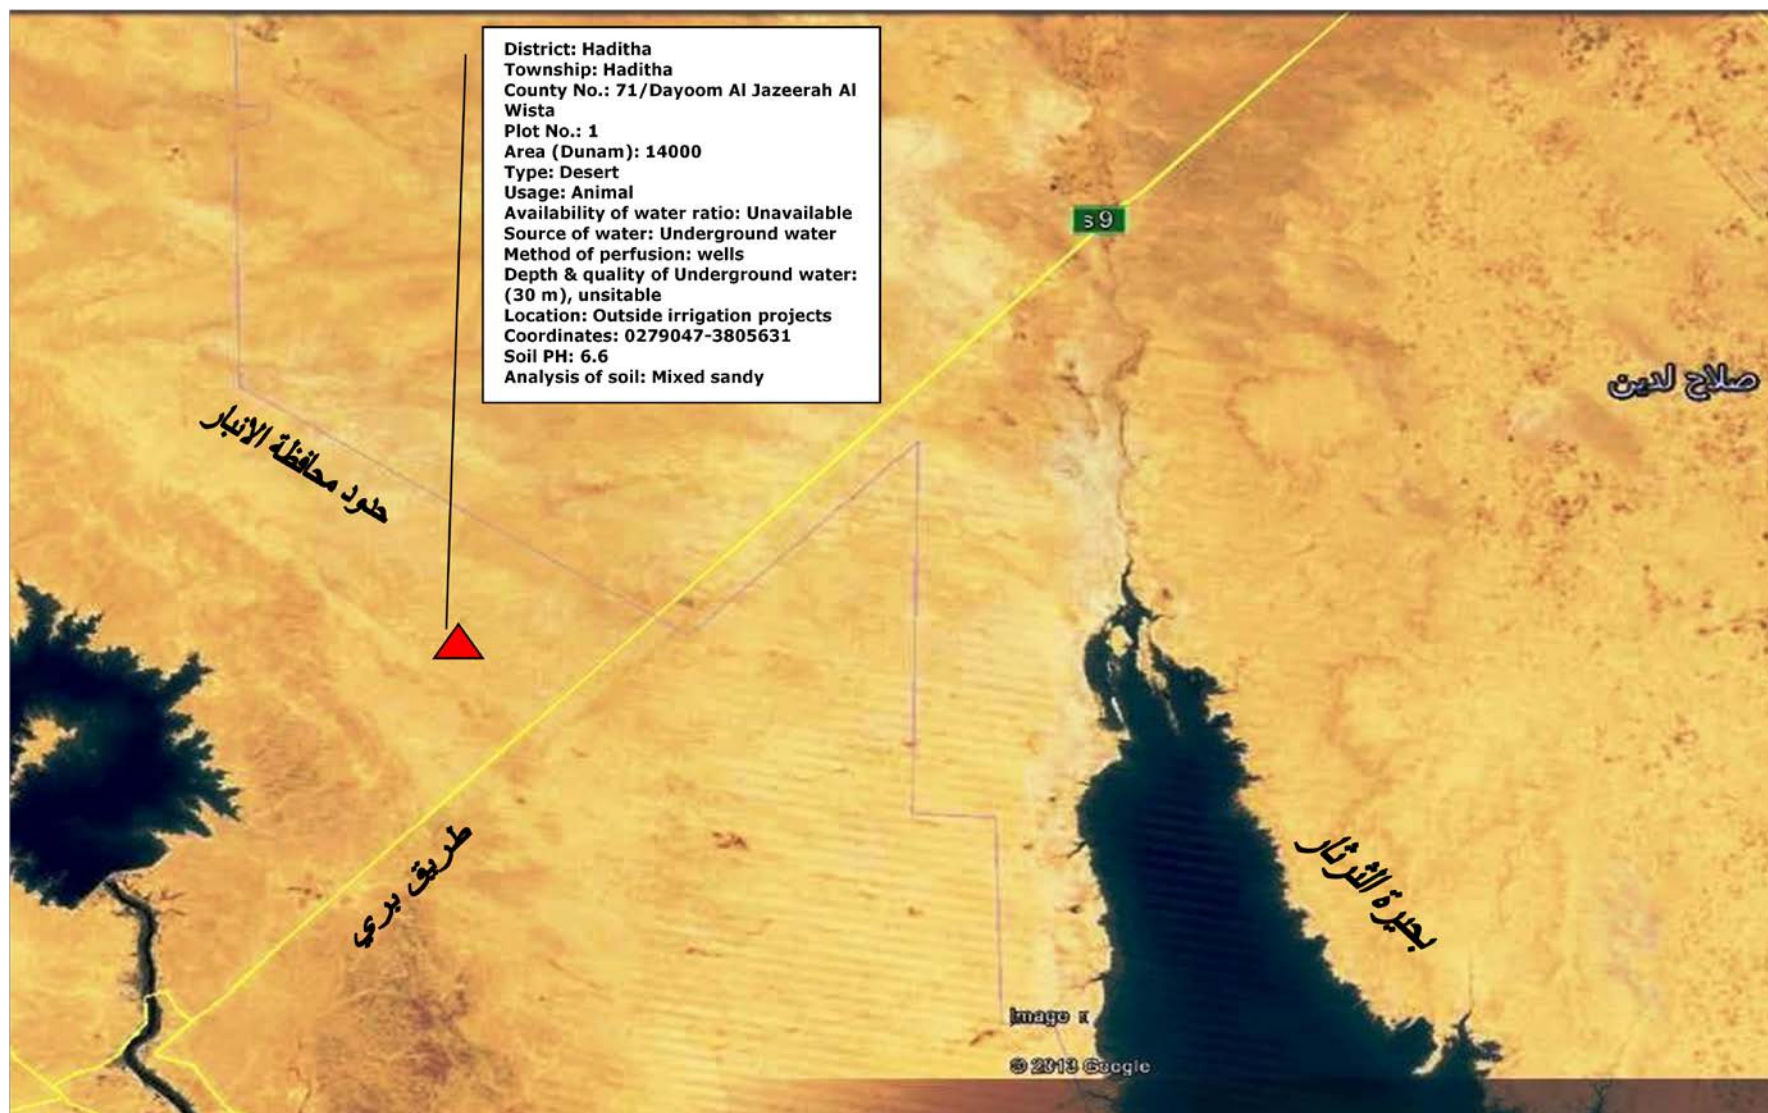 District: Haditha
Township: Haditha
County No.: 71/Dayoom Al Jazeerah Al
Wista
Plot No.: 1
Area (Dunam): 14000
Type: Desert
Usage: Animal
Availability of water ratio: Unavailable
Source of water: Underground water
Method of perfusion: wells
Depth & quality of Underground water:
(30 m), unsitable
Location: Outside irrigation projects
Coordinates: 0279047-3805631
Soil PH: 6.6
Analysis of soil: Mixed sandy
s9
صلاح لدين
حدود محافظة الانبار
طريق بري
بحيرة الثرثار
Image
© 2013 Google